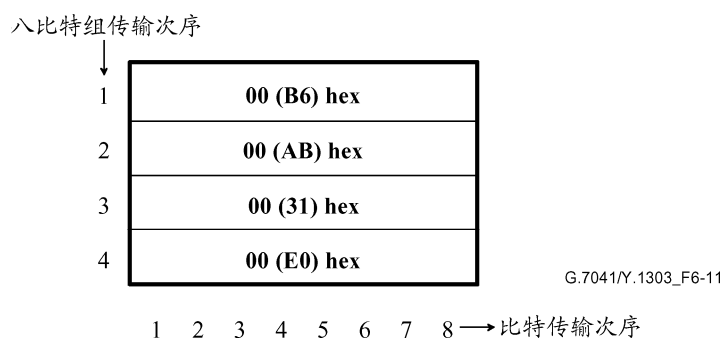 八比特组传输次序
1 00 (B6) hex
2 00 (AB) hex
3 00 (31) hex
4 00 (E0) hex
G.7041/Y.1303_F6-11
1 2 3 4 5 6 7 8 比特传输次序